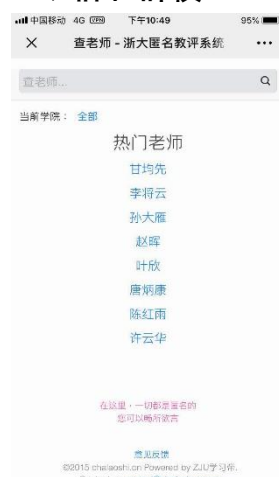 中国移动 4G VPN 下午10:49 95%
查老师 - 浙大匿名教评系统
查老师...
当前学院： 全部
热门老师
甘均先
李将云
孙大雁
赵晖
叶欣
唐炳康
陈红雨
许云华
在这里，一切都是匿名的
您可以畅所欲言
意见反馈
©2015 chalaoshi.cn Powered by ZJU学习帝.